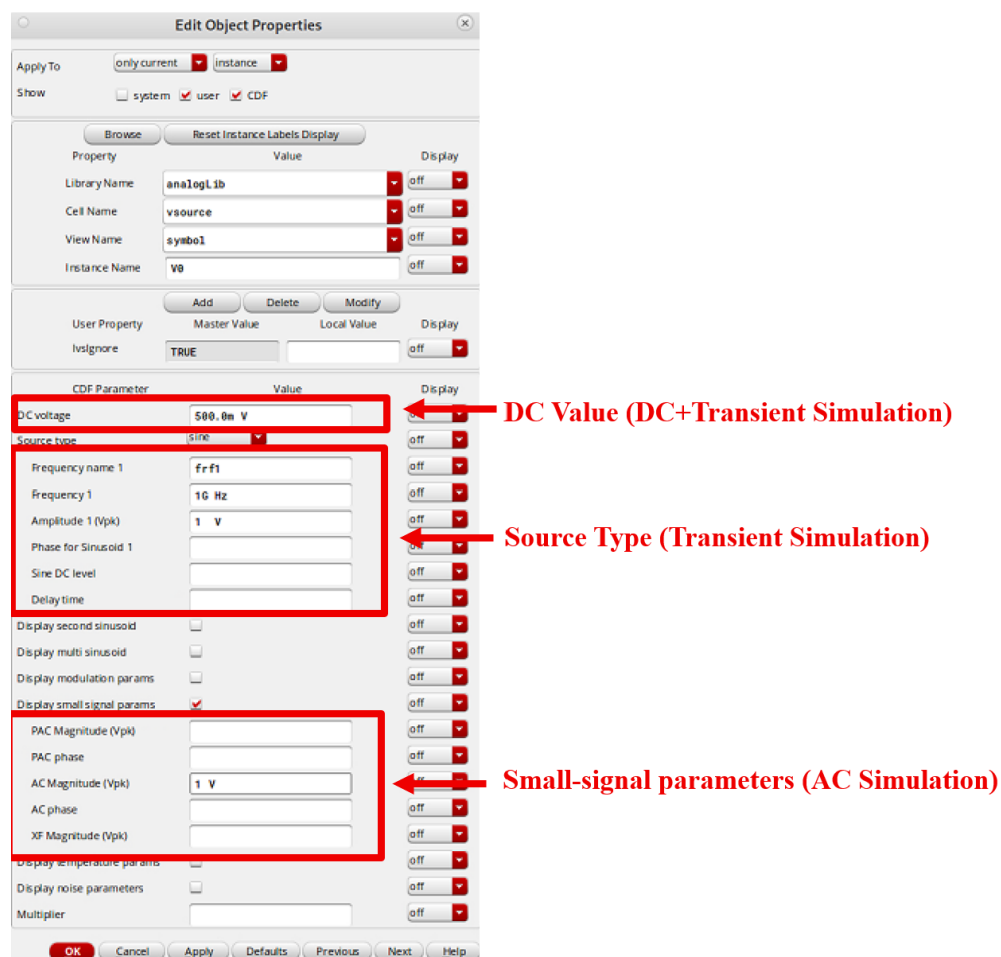 Edit Object Properties
Apply To only current instance
Show system user CDF
Browse Reset Instance Labels Display
Property Value Display
Library Name analogLib off
Cell Name vsource off
View Name symbol off
Instance Name V0 off
Add Delete Modify
User Property Master Value Local Value Display
lvsIgnore TRUE off
CDF Parameter Value Display
DC voltage 500.0m V DC Value (DC+Transient Simulation)
Source type sine off
Frequency name 1 frf1 off
Frequency 1 1G Hz off
Amplitude 1 (Vpk) 1 V off
Phase for Sinusoid 1 off Source Type (Transient Simulation)
Sine DC level off
Delay time off
Display second sinusoid off
Display multi sinusoid off
Display modulation params off
Display small signal params off
PAC Magnitude (Vpk) off
PAC phase off
AC Magnitude (Vpk) 1 V off Small-signal parameters (AC Simulation)
AC phase off
XF Magnitude (Vpk) off
Display temperature params off
Display noise parameters off
Multiplier off
OK Cancel Apply Defaults Previous Next Help